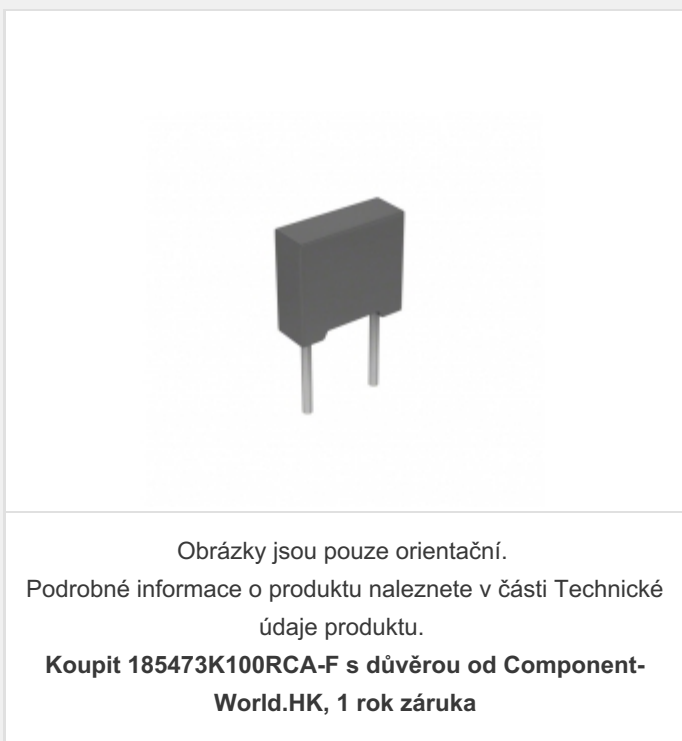 Obrázky jsou pouze orientační.
Podrobné informace o produktu naleznete v části Technické
údaje produktu.
Koupit 185473K100RCA-F s důvěrou od Component-
World.HK, 1 rok záruka